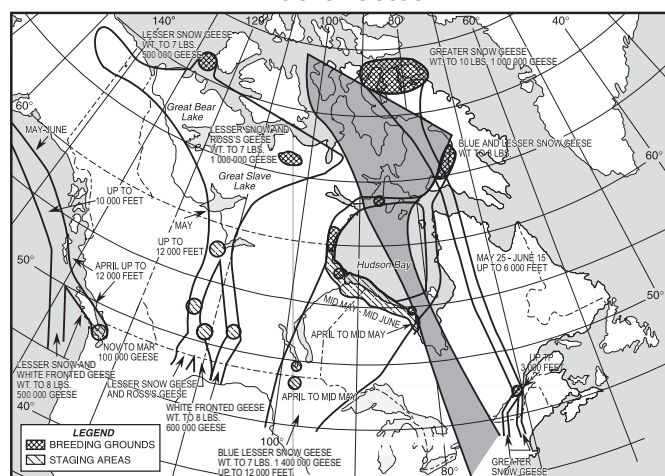 140°
120°
100°
80°
60°
40°
LESSER SNOW GEESE
WT. TO 7 LBS.
500 000 GEESE
GREATER SNOW GEESE
WT. TO 10 LBS. 1 000 000 GEESE
60°
MAY-JUNE
Great Bear
Lake
LESSER SNOW AND
ROSS'S GEESE
WT. TO 7 LBS.
1 000 000 GEESE
Great Slave
Lake
BLUE AND LESSER SNOW GEESE
WT TO 8 LBS.
60°
UP TO
10 000 FEET
MAY
UP TO
12 000 FEET
50°
APRIL UP TO
12 000 FEET
Hudson Bay
MAY 25 - JUNE 15
UP TO 6 000 FEET
50°
MID MAY - MID JUNE
APRIL TO MID MAY
NOV TO MAR
100 000 GEESE
UP TP
3 000 FEET
LESSER SNOW AND
WHITE FRONTED GEESE
WT. TO 8 LBS.
500 000 GEESE
LESSER SNOW GEESE
AND ROSS'S GEESE
WHITE FRONTED GEESE
WT. TO 8 LBS.
600 000 GEESE
APRIL TO MID MAY
40°
40°
LEGEND
BREEDING GROUNDS
STAGING AREAS
100°
BLUE LESSER SNOW GEESE
WT. TO 7 LBS. 1 400 000 GEESE
UP TO 12 000 FEET.
80°
GREATER
SNOW GEESE